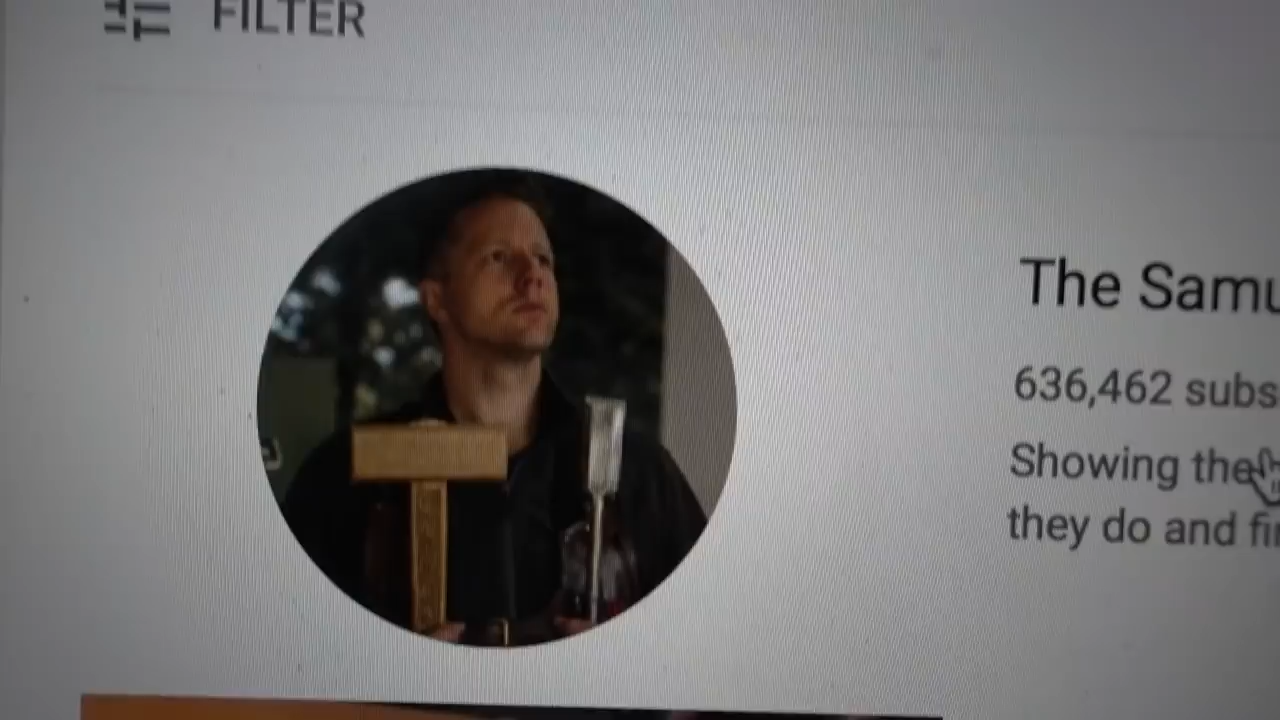 FILTER
The Samu
636,462 subs
Showing the
they do and fi